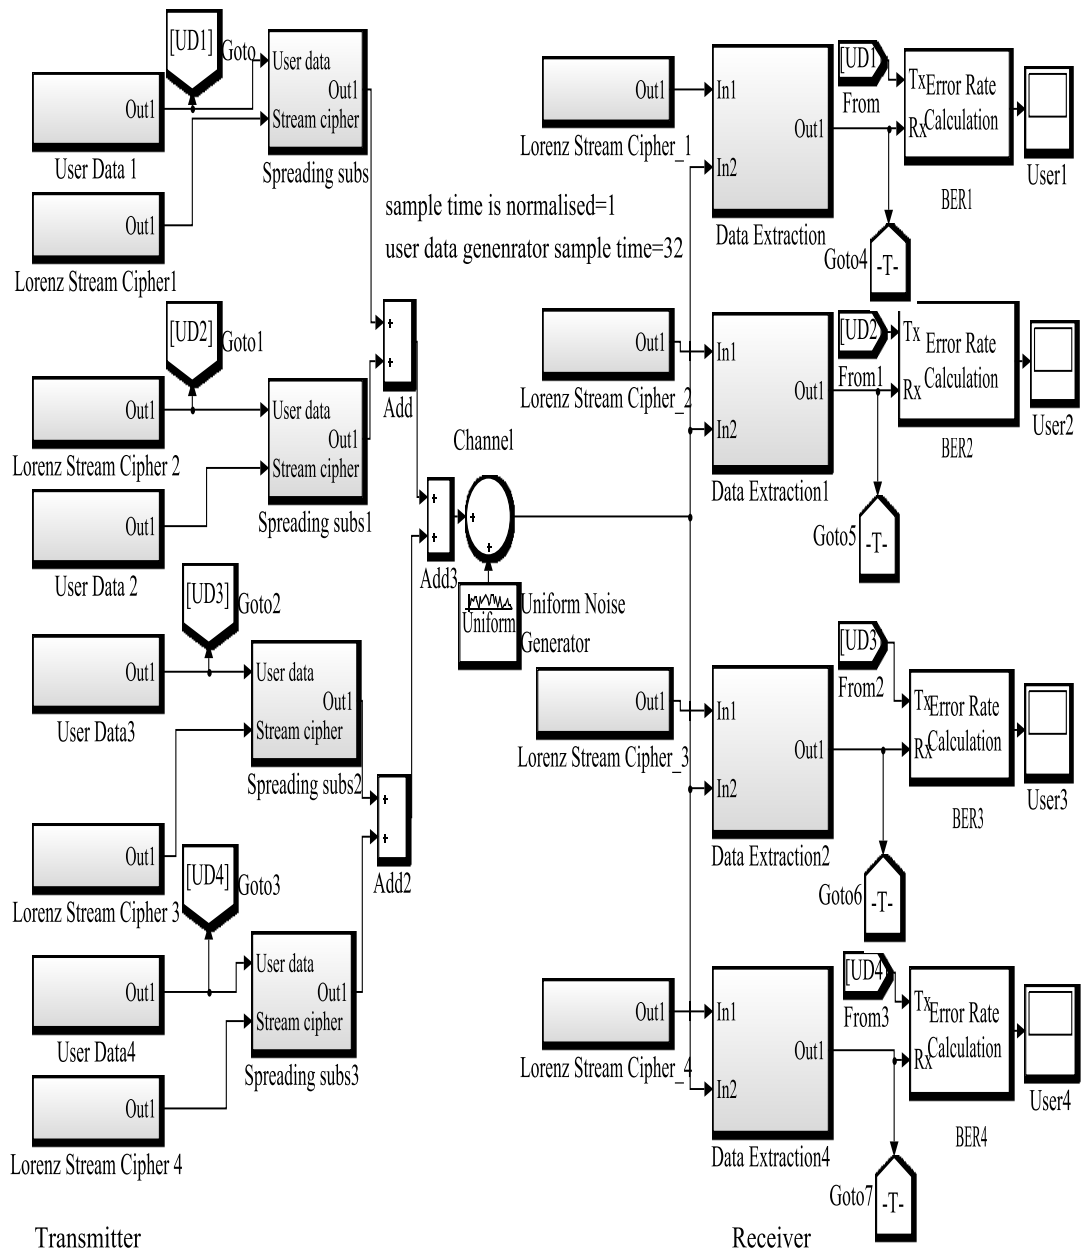 [UD1]
Goto
Out1
User Data 1
User data
Out1
Stream cipher
Spreading subs
Out1
Lorenz Stream Cipher1
[UD2]
Goto1
Out1
Lorenz Stream Cipher 2
User data
Out1
Stream cipher
Spreading subs1
Out1
User Data 2
[UD3]
Goto2
Out1
User Data3
User data
Out1
Stream cipher
Spreading subs2
Out1
Lorenz Stream Cipher 3
[UD4]
Goto3
Out1
User Data4
User data
Out1
Stream cipher
Spreading subs3
Out1
Lorenz Stream Cipher 4
Transmitter
sample time is normalised=1
user data genenrator sample time=32
+
+
Add
+
+
Add2
+
+
Add3
Channel
+
+
Uniform
Uniform Noise
Generator
Out1
Lorenz Stream Cipher_1
In1
Out1
In2
Data Extraction
[UD1
From
Tx
Rx
Error Rate
Calculation
BER1
User1
Goto4
-T-
Out1
Lorenz Stream Cipher_2
In1
Out1
In2
Data Extraction1
[UD2
From1
Tx
Rx
Error Rate
Calculation
BER2
User2
Goto5
-T-
Out1
Lorenz Stream Cipher_3
In1
Out1
In2
Data Extraction2
[UD3
From2
Tx
Rx
Error Rate
Calculation
BER3
User3
Goto6
-T-
Out1
Lorenz Stream Cipher_4
In1
Out1
In2
Data Extraction4
[UD4
From3
Tx
Rx
Error Rate
Calculation
BER4
User4
Goto7
-T-
Receiver